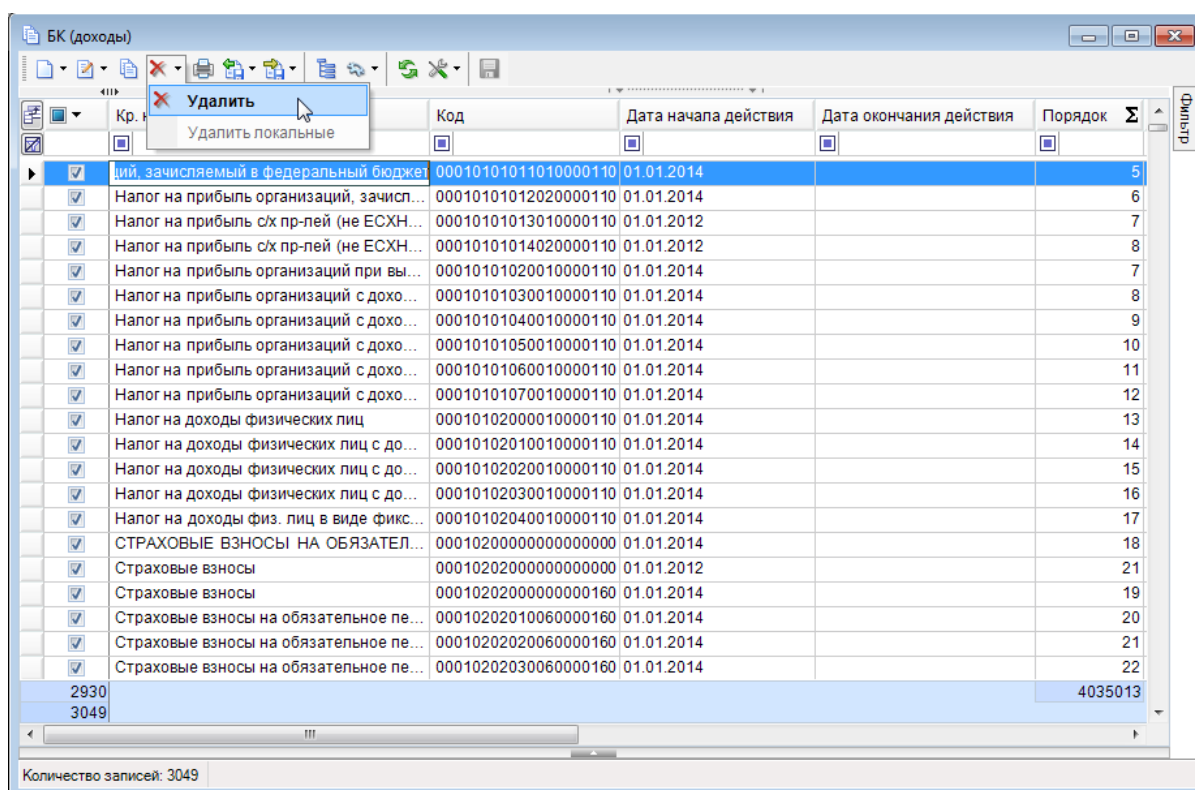 БК (доходы)
Удалить
Удалить локальные
Кр. Код Дата начала действия Дата окончания действия Порядок Σ
Фильтр
ций, зачисляемый в федеральный бюджет 00010101011010000110 01.01.2014 5
Налог на прибыль организаций, зачисл... 00010101012020000110 01.01.2014 6
Налог на прибыль с/х пр-лей (не ЕСХН... 00010101013010000110 01.01.2012 7
Налог на прибыль с/х пр-лей (не ЕСХН... 00010101014020000110 01.01.2012 8
Налог на прибыль организаций при вы... 00010101020010000110 01.01.2014 7
Налог на прибыль организаций с дохо... 00010101030010000110 01.01.2014 8
Налог на прибыль организаций с дохо... 00010101040010000110 01.01.2014 9
Налог на прибыль организаций с дохо... 00010101050010000110 01.01.2014 10
Налог на прибыль организаций с дохо... 00010101060010000110 01.01.2014 11
Налог на прибыль организаций с дохо... 00010101070010000110 01.01.2014 12
Налог на доходы физических лиц 00010102000010000110 01.01.2014 13
Налог на доходы физических лиц с до... 00010102010010000110 01.01.2014 14
Налог на доходы физических лиц с до... 00010102020010000110 01.01.2014 15
Налог на доходы физических лиц с до... 00010102030010000110 01.01.2014 16
Налог на доходы физ. лиц в виде фикс... 00010102040010000110 01.01.2014 17
СТРАХОВЫЕ ВЗНОСЫ НА ОБЯЗАТЕЛ... 00010200000000000000 01.01.2014 18
Страховые взносы 00010202000000000000 01.01.2012 21
Страховые взносы 00010202000000000160 01.01.2014 19
Страховые взносы на обязательное пе... 00010202010060000160 01.01.2014 20
Страховые взносы на обязательное пе... 00010202020060000160 01.01.2014 21
Страховые взносы на обязательное пе... 00010202030060000160 01.01.2014 22
2930 4035013
3049
Количество записей: 3049